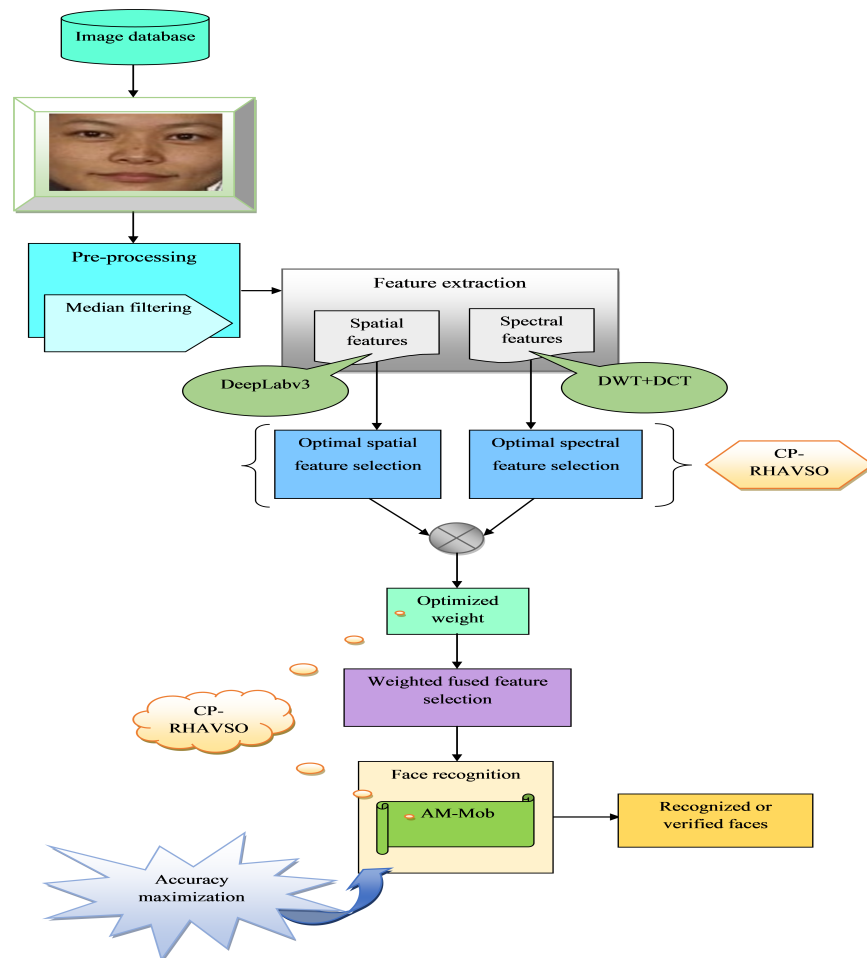 Image database
Pre-processing
Median filtering
Feature extraction
Spatial
features
Spectral
features
DeepLabv3
DWT+DCT
Optimal spatial
feature selection
Optimal spectral
feature selection
CP-
RHAVSO
Optimized
weight
Weighted fused feature
selection
CP-
RHAVSO
Face recognition
AM-Mob
Recognized or
verified faces
Accuracy
maximization